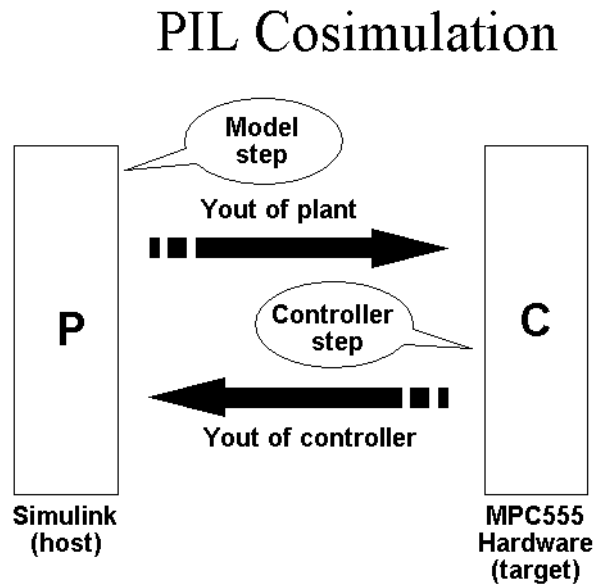 PIL Cosimulation
Model
step
Yout of plant
P
Controller
step
C
Yout of controller
Simulink
(host)
MPC555
Hardware
(target)